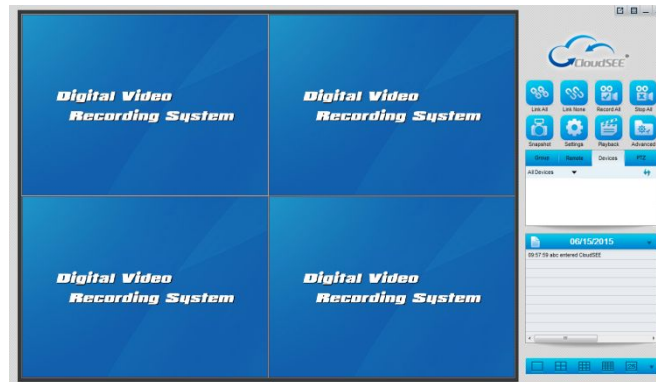 Digital Video
Recording System
Digital Video
Recording System
Digital Video
Recording System
Digital Video
Recording System
CloudSEE
Link All Link None Record All Stop All
Snapshot Settings Playback Advanced
Group Remote Devices PTZ
All Devices
06/15/2015
09:57:59 abc entered CloudSEE